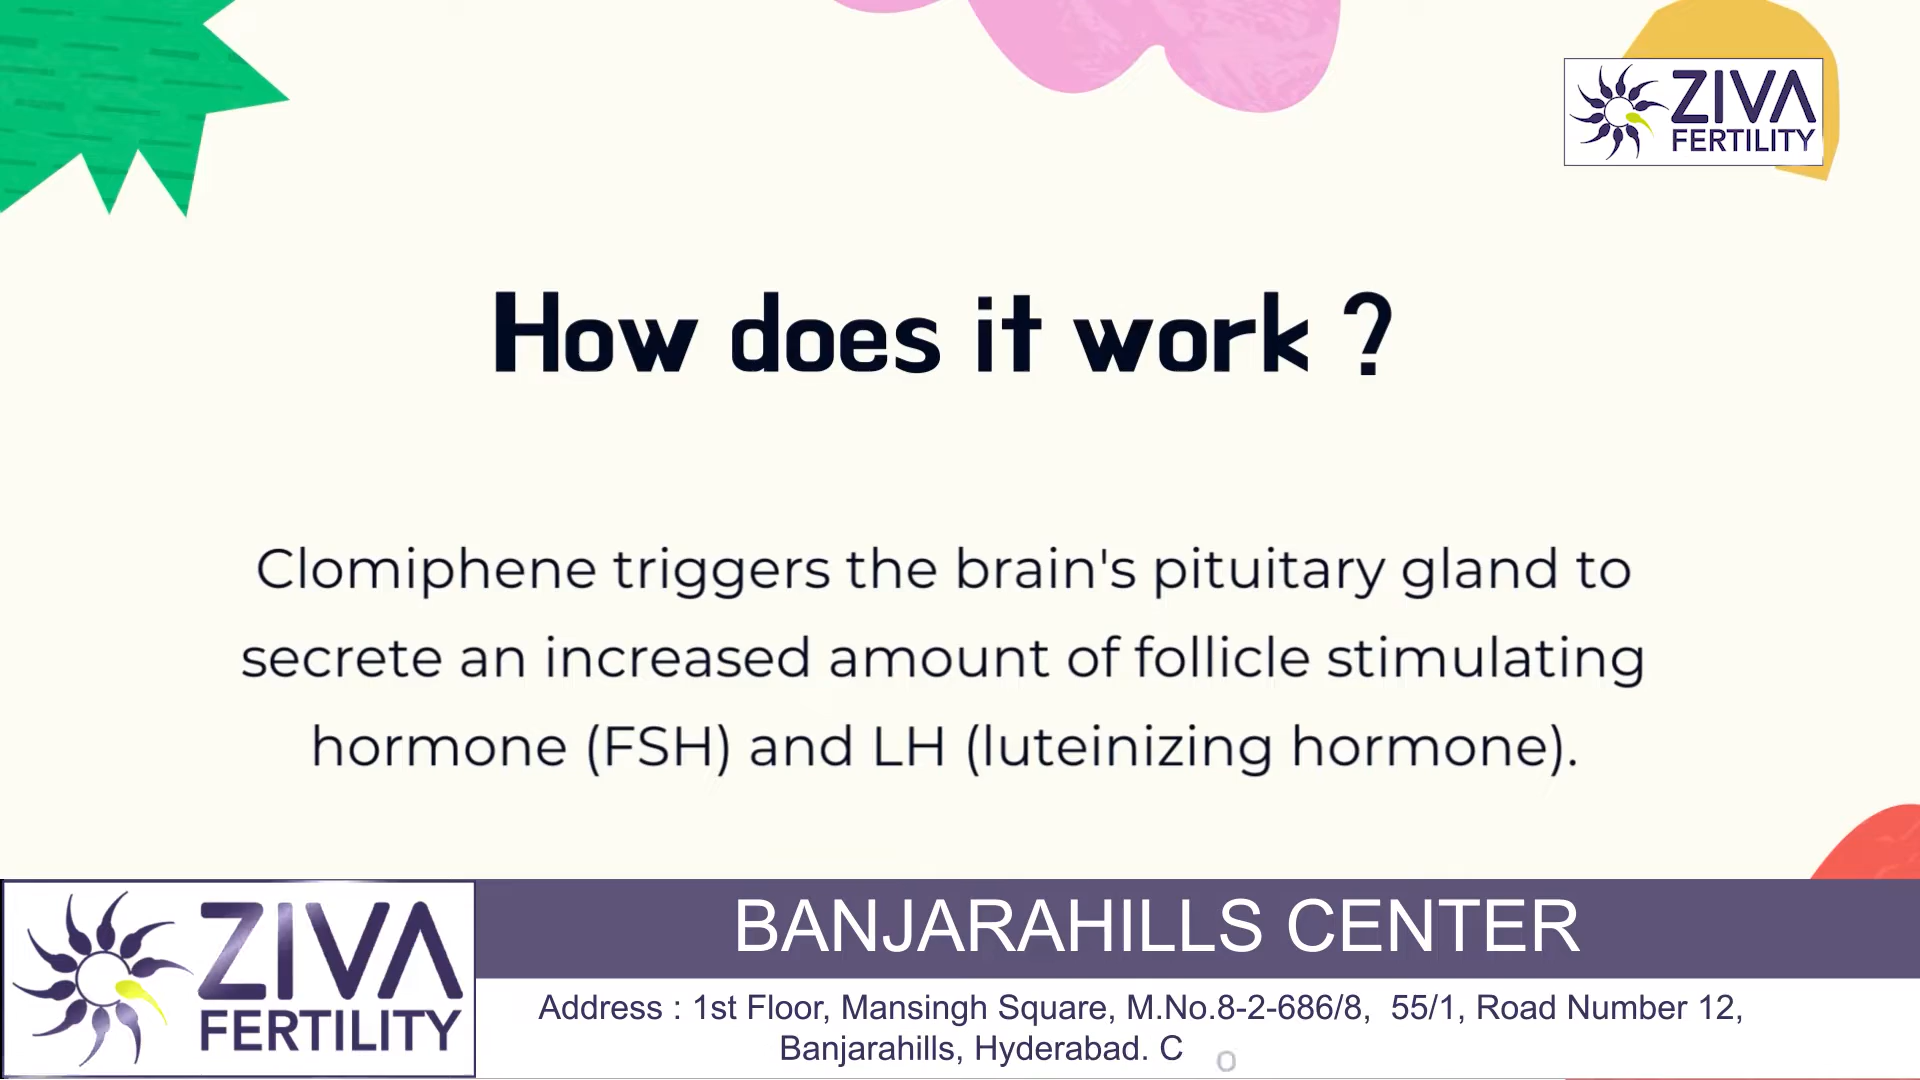 ZIVA
FERTILITY
How does it work ?
Clomiphene triggers the brain's pituitary gland to
secrete an increased amount of follicle stimulating
hormone (FSH) and LH (luteinizing hormone).
ZIVA
FERTILITY
BANJARAHILLS CENTER
Address : 1st Floor, Mansingh Square, M.No.8-2-686/8, 55/1, Road Number 12,
Banjarahills, Hyderabad. C o